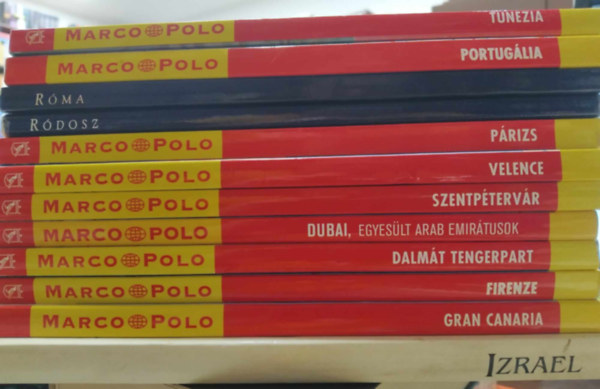 MARCO POLO TUNÉZIA
MARCO POLO PORTUGÁLIA
RÓMA
RÓDOSZ
MARCO POLO PÁRIZS
MARCO POLO VELENCE
MARCO POLO SZENTPÉTERVÁR
MARCO POLO DUBAI, EGYESÜLT ARAB EMIRÁTUSOK
MARCO POLO DALMÁT TENGERPART
MARCO POLO FIRENZE
MARCO POLO GRAN CANARIA
IZRAEL